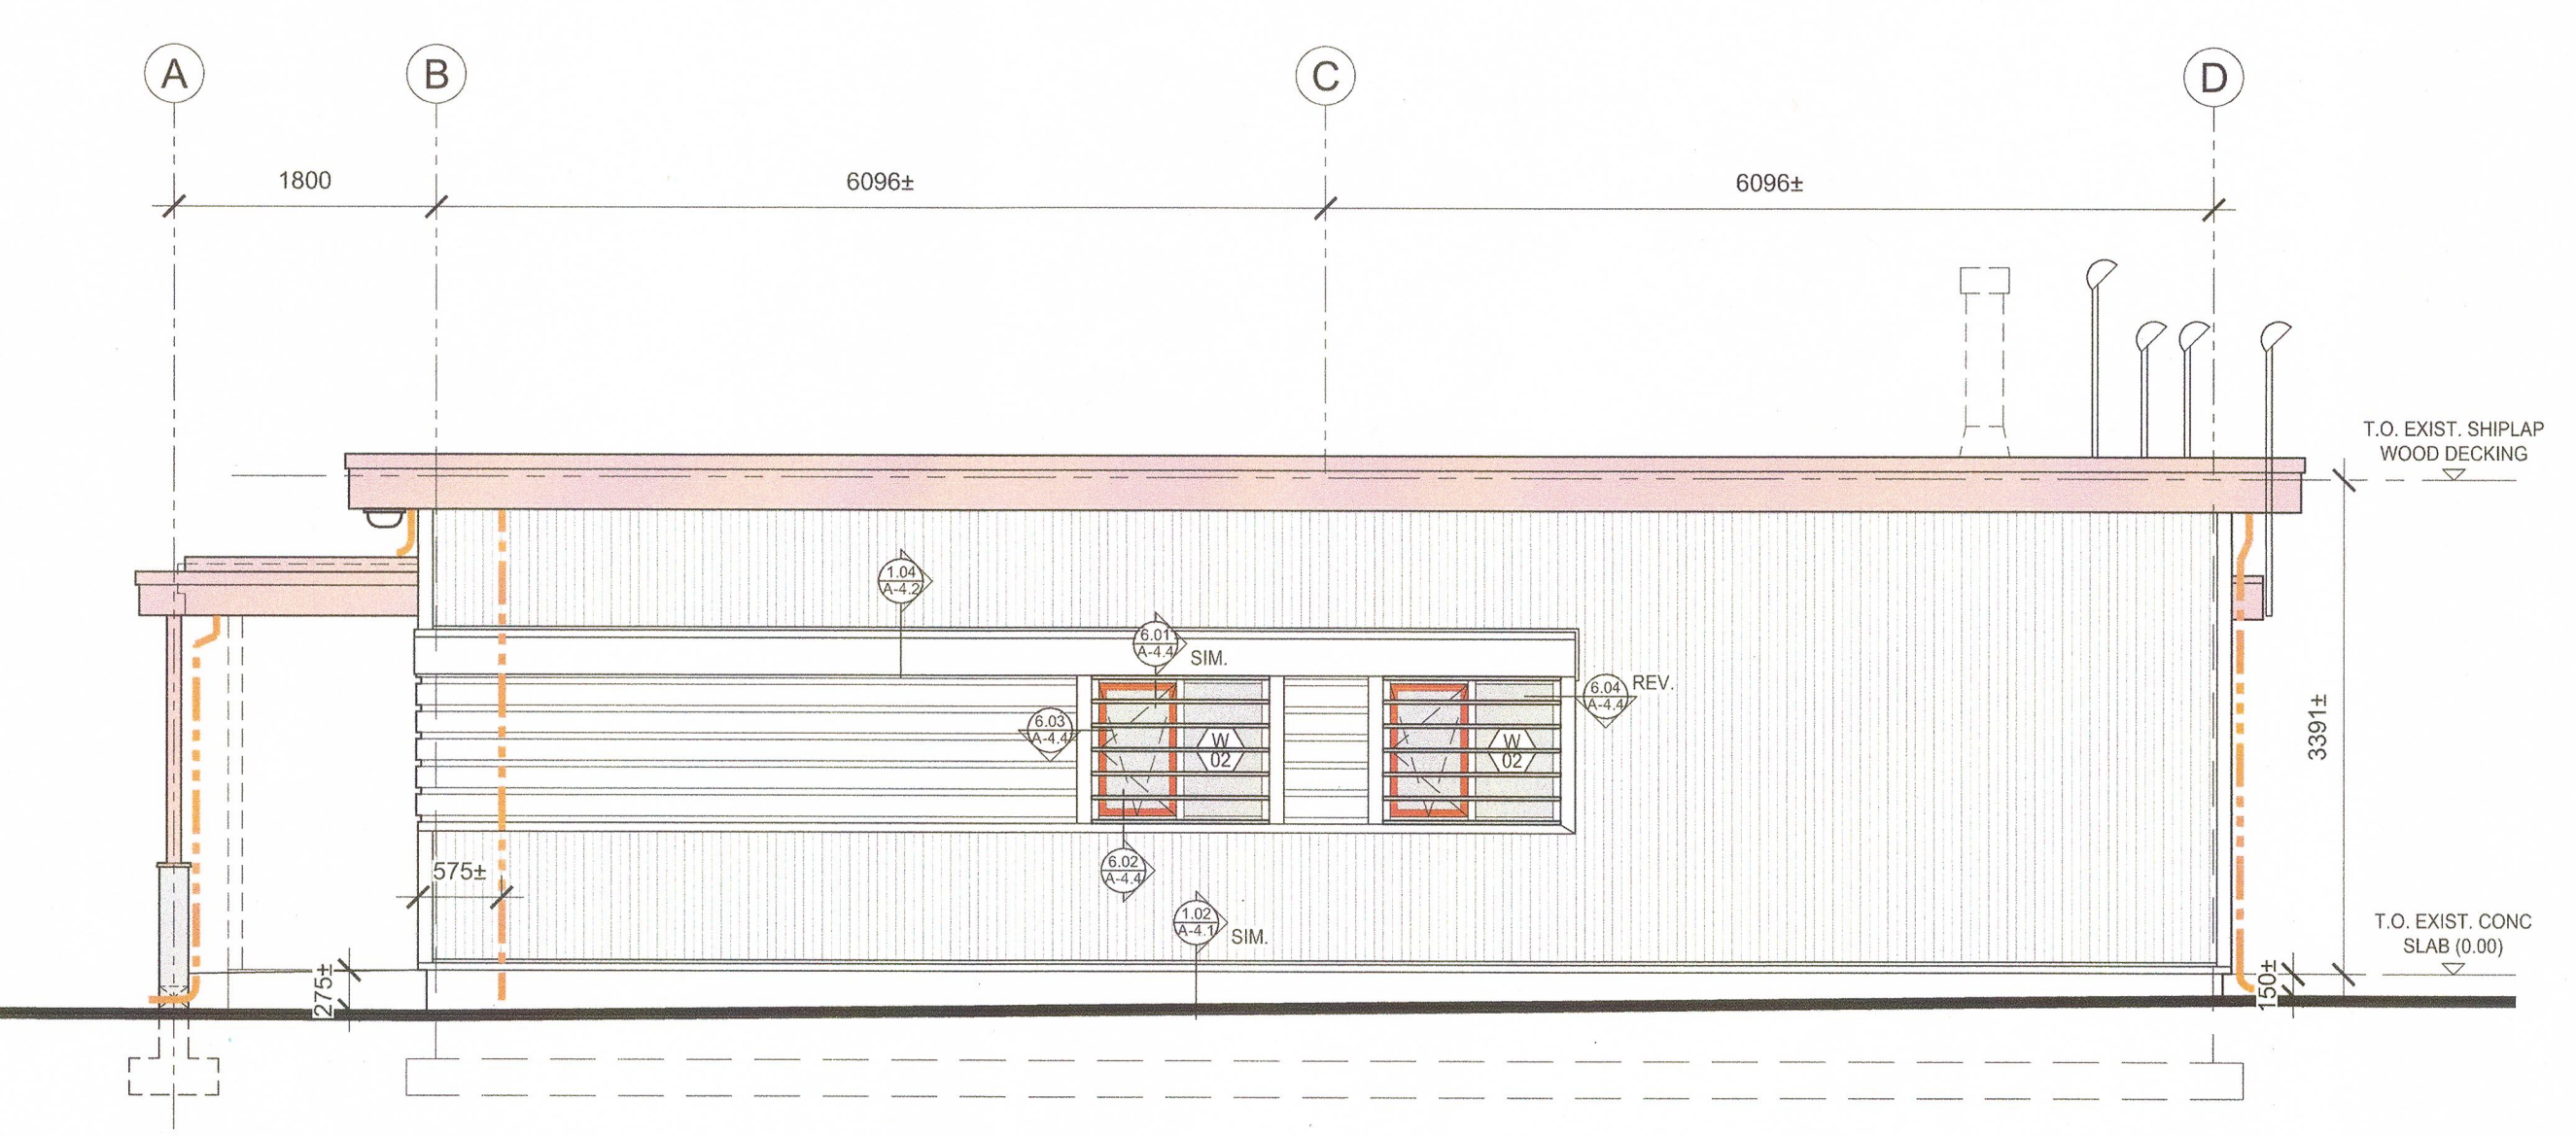 A
B
C
D
1800
6096±
6096±
T.O. EXIST. SHIPLAP
WOOD DECKING
1.04
A-4.2
6.01
A-4.4
SIM.
6.04
A-4.4
REV.
6.03
A-4.4
W
02
W
02
3391±
575±
6.02
A-4.4
1.02
A-4.1
SIM.
T.O. EXIST. CONC
SLAB (0.00)
275±
150±